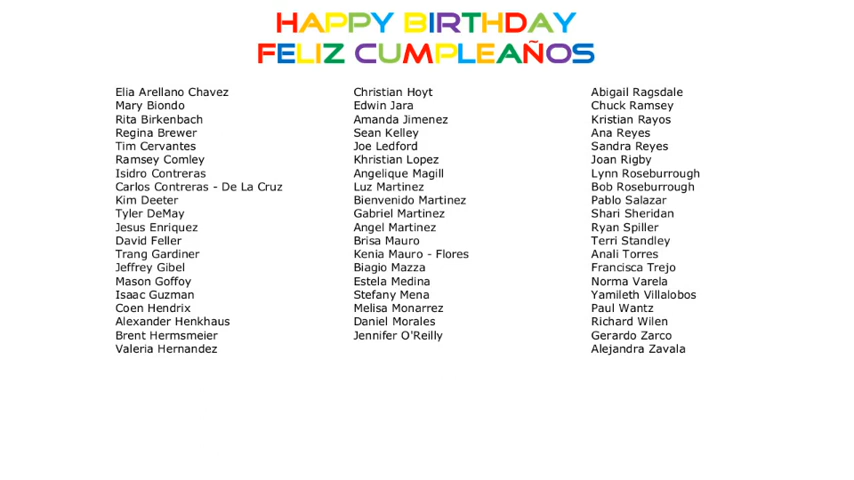 HAPPY BIRTHDAY
FELIZ CUMPLEAÑOS
Elia Arellano Chavez
Mary Biondo
Rita Birkenbach
Regina Brewer
Tim Cervantes
Ramsey Comley
Isidro Contreras
Carlos Contreras - De La Cruz
Kim Deeter
Tyler DeMay
Jesus Enriquez
David Feller
Trang Gardiner
Jeffrey Gibel
Mason Goffoy
Isaac Guzman
Coen Hendrix
Alexander Henkhaus
Brent Hermsmeier
Valeria Hernandez
Christian Hoyt
Edwin Jara
Amanda Jimenez
Sean Kelley
Joe Ledford
Khristian Lopez
Angelique Magill
Luz Martinez
Bienvenido Martinez
Gabriel Martinez
Angel Martinez
Brisa Mauro
Kenia Mauro - Flores
Biagio Mazza
Estela Medina
Stefany Mena
Melisa Monarrez
Daniel Morales
Jennifer O'Reilly
Abigail Ragsdale
Chuck Ramsey
Kristian Rayos
Ana Reyes
Sandra Reyes
Joan Rigby
Lynn Roseburrough
Bob Roseburrough
Pablo Salazar
Shari Sheridan
Ryan Spiller
Terri Standley
Anali Torres
Francisca Trejo
Norma Varela
Yamileth Villalobos
Paul Wantz
Richard Wilen
Gerardo Zarco
Alejandra Zavala